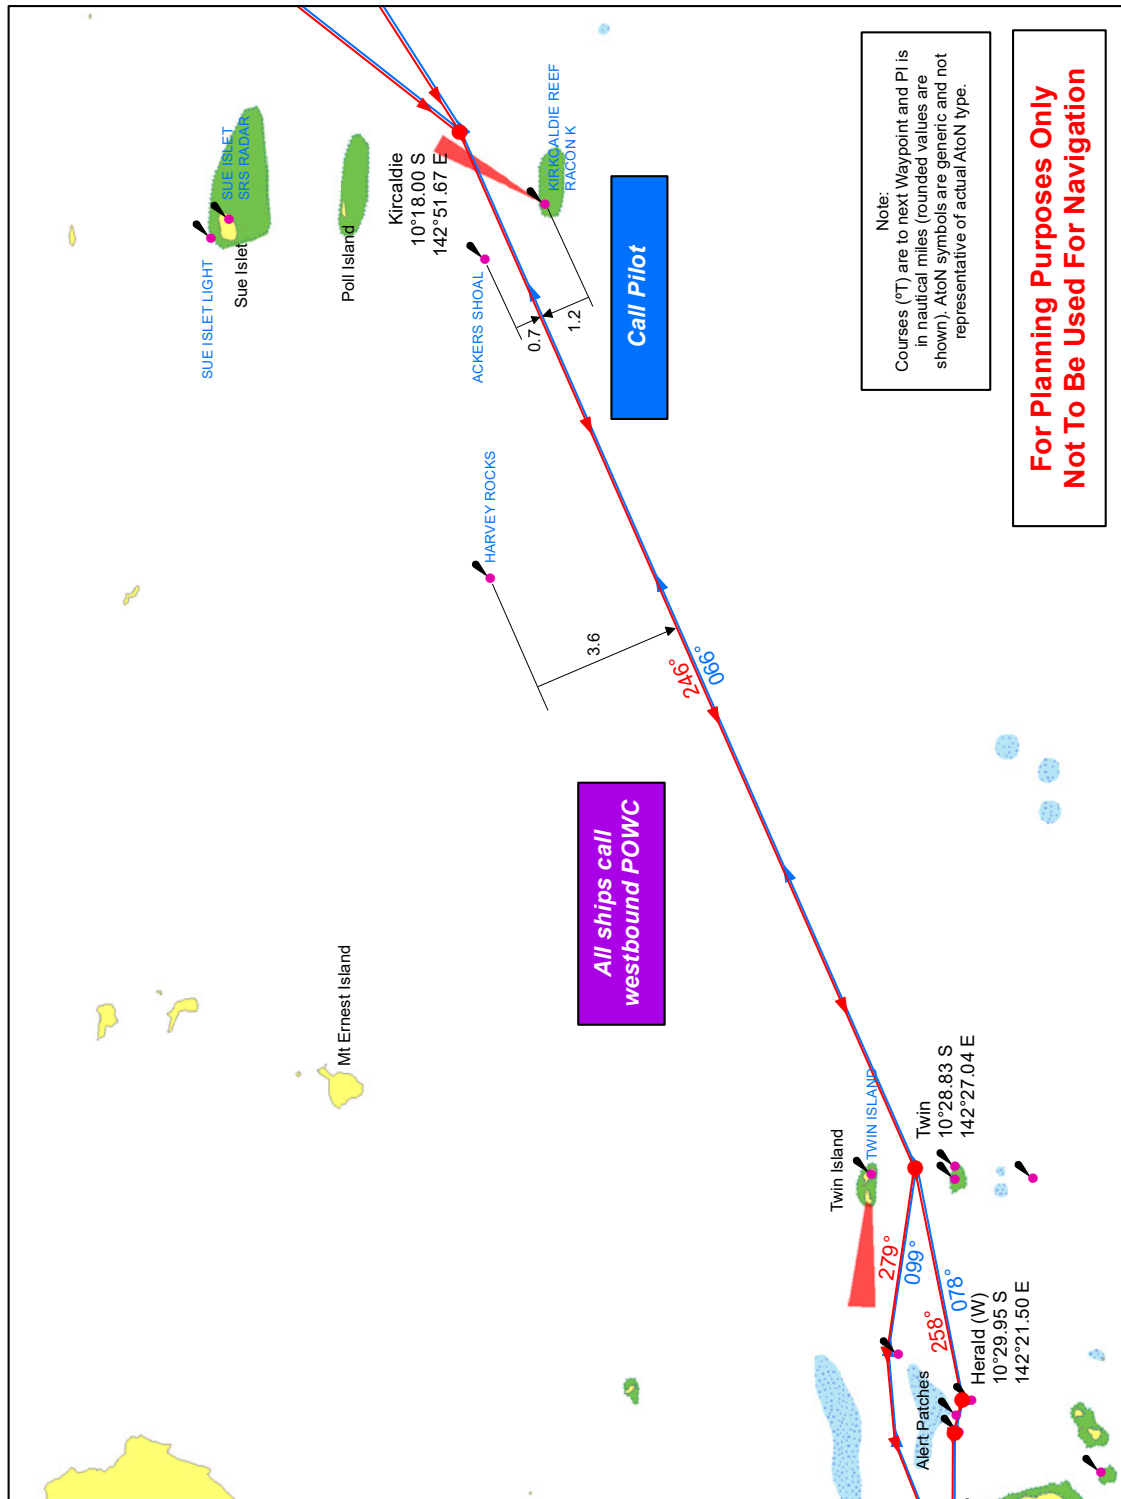 SUE ISLET LIGHT
SUE ISLET
SRS RADAR
Sue Islet
Poll Island
Kircaldie
10°18.00 S
142°51.67 E
KIRKCALDIE REEF
RACON K
ACKERS SHOAL
0.7
1.2
Call Pilot
HARVEY ROCKS
3.6
246°
066°
All ships call
westbound POWC
Mt Ernest Island
Twin Island
TWIN ISLAND
Twin
10°28.83 S
142°27.04 E
279°
099°
258°
078°
Herald (W)
10°29.95 S
142°21.50 E
Alert Patches
Note:
Courses (ºT) are to next Waypoint and PI is
in nautical miles (rounded values are
shown). AtoN symbols are generic and not
representative of actual AtoN type.
For Planning Purposes Only
Not To Be Used For Navigation